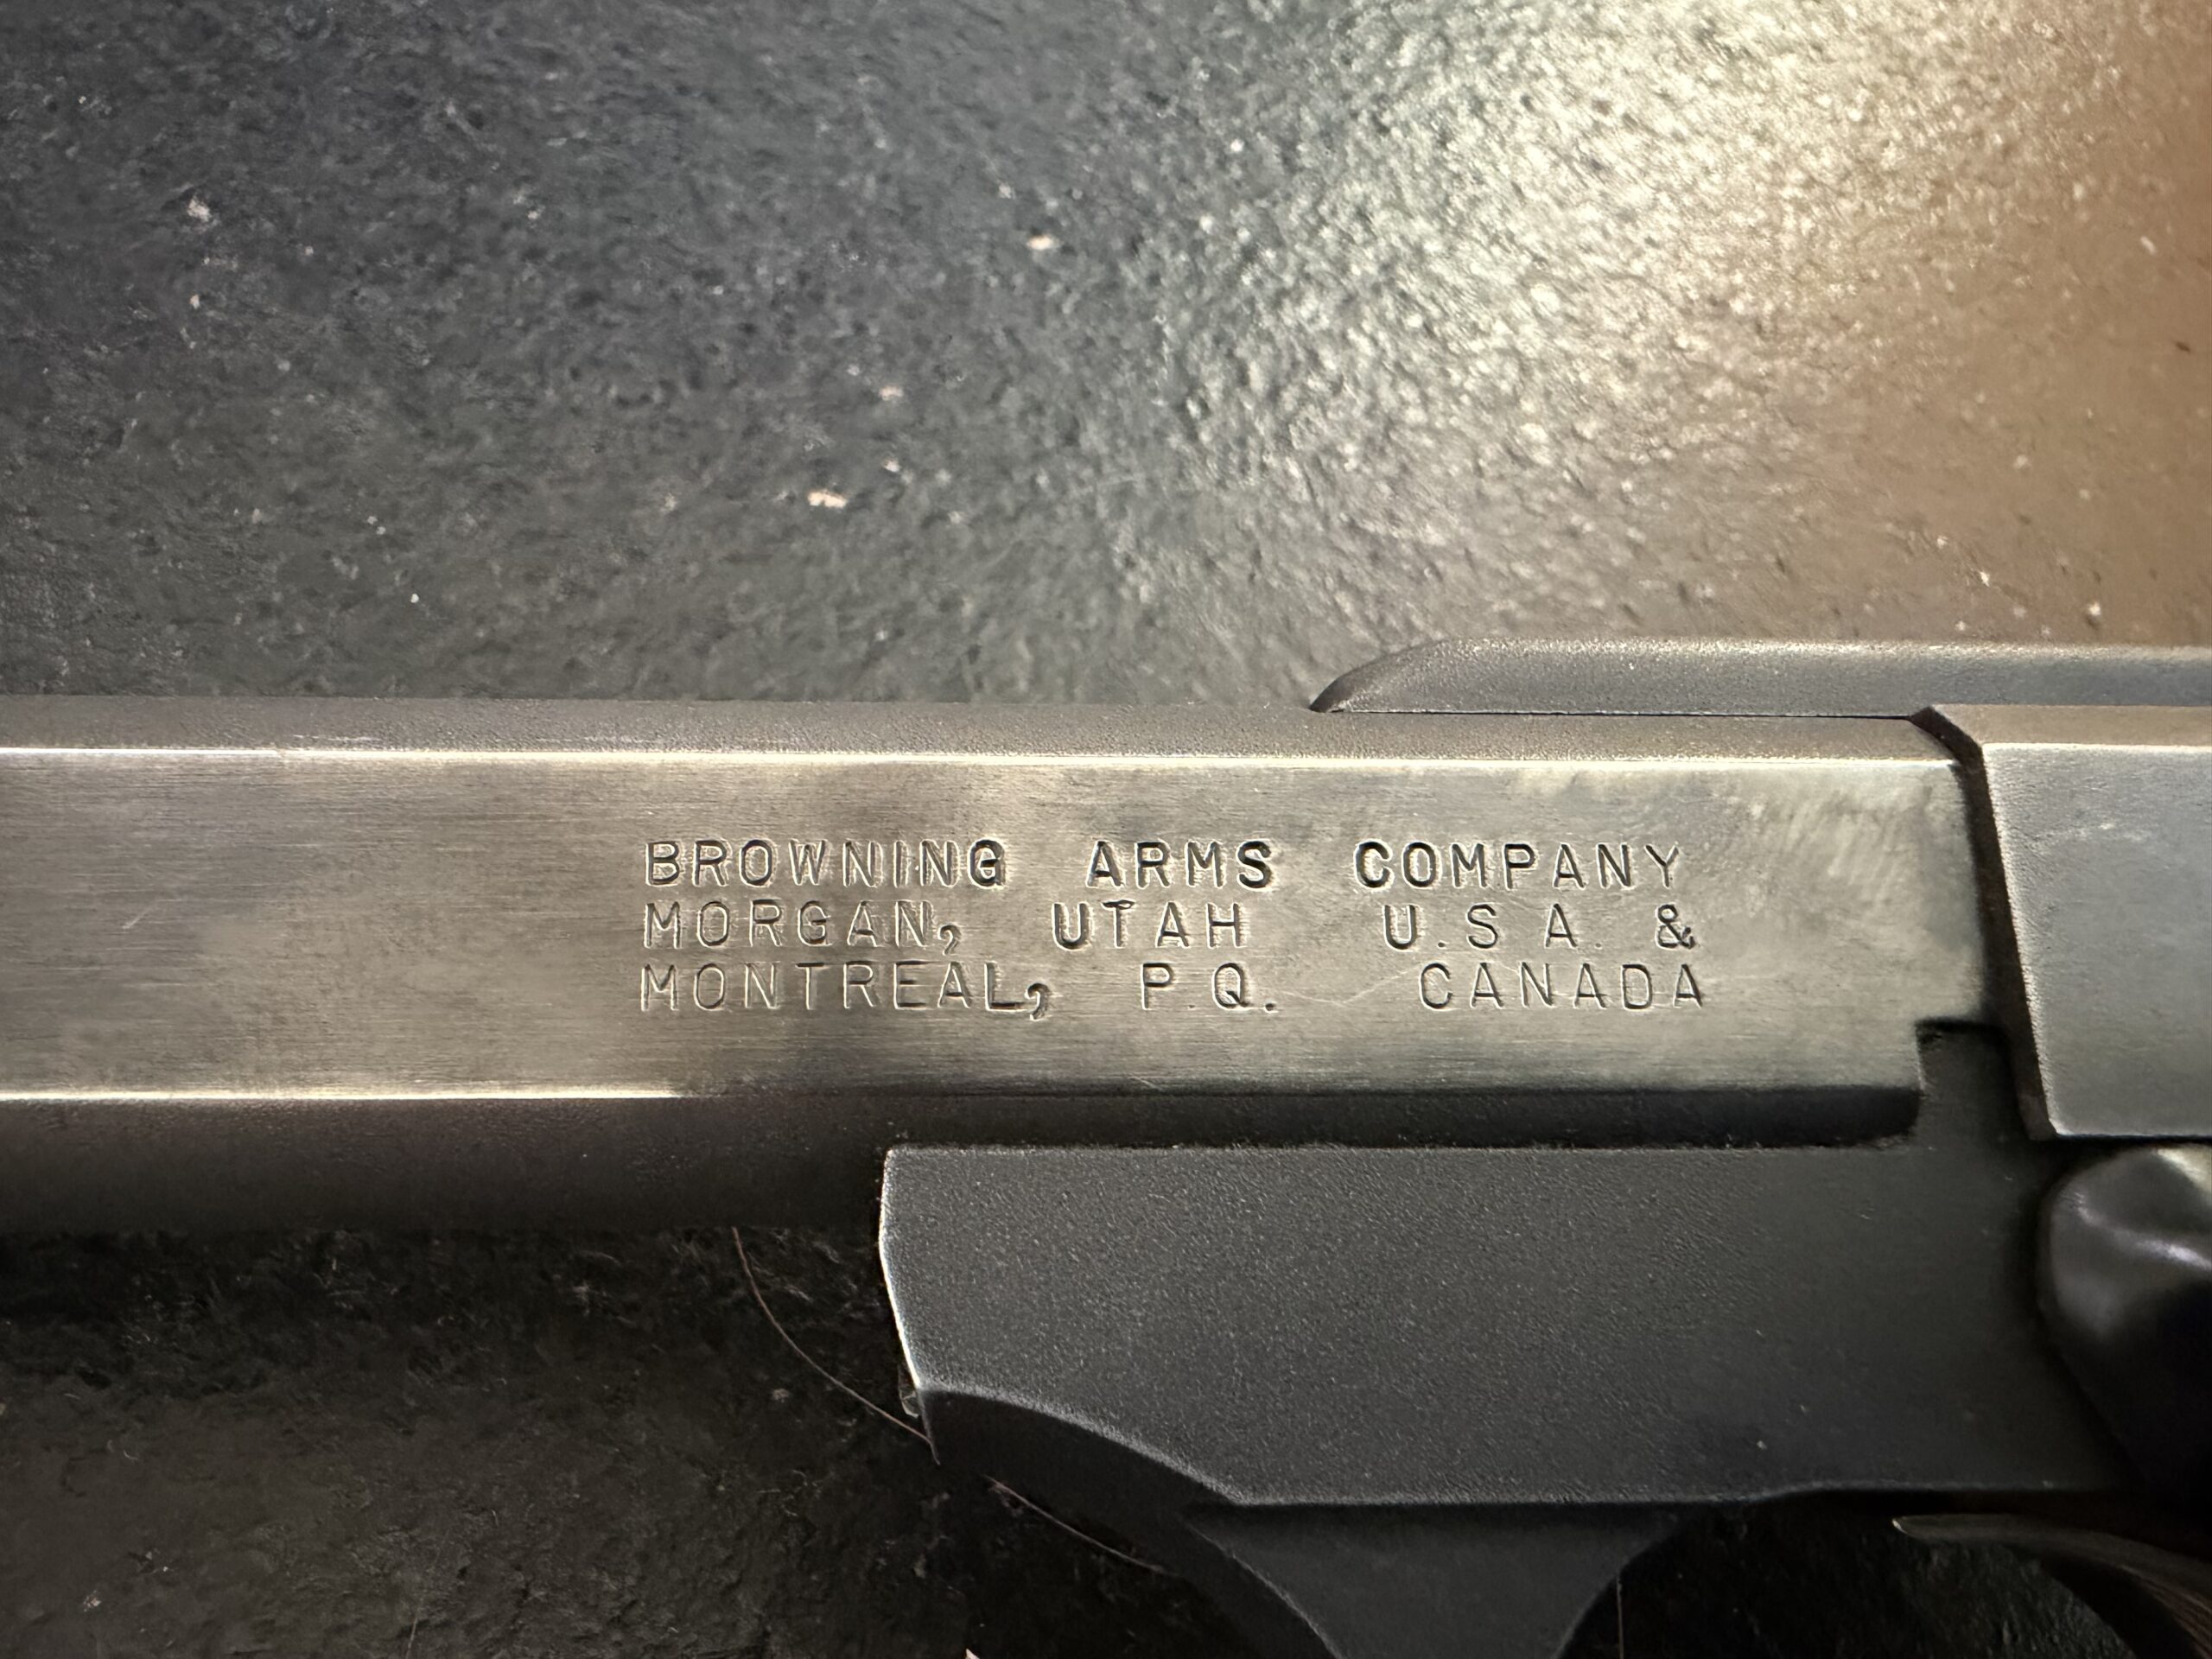 BROWNING ARMS COMPANY
MORGAN, UTAH U.S.A. &
MONTREAL, P.Q. CANADA